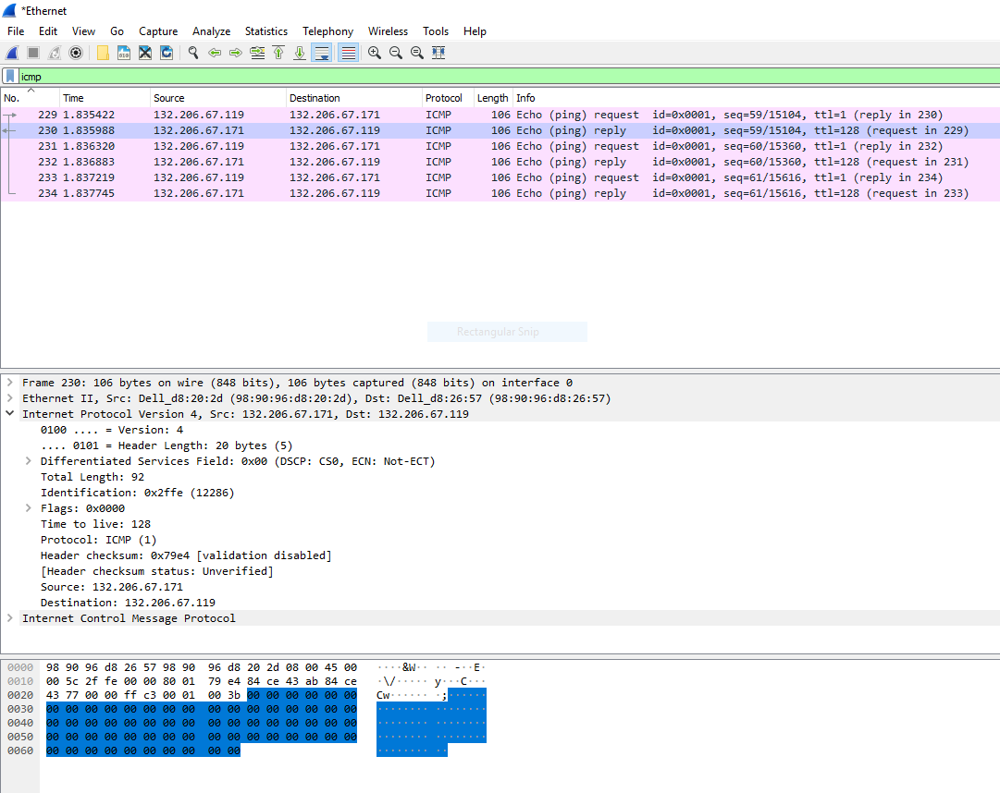 *Ethernet
File Edit View Go Capture Analyze Statistics Telephony Wireless Tools Help
icmp
No. Time Source Destination Protocol Length Info
229 1.835422 132.206.67.119 132.206.67.171 ICMP 106 Echo (ping) request id=0x0001, seq=59/15104, ttl=1 (reply in 230)
230 1.835988 132.206.67.171 132.206.67.119 ICMP 106 Echo (ping) reply id=0x0001, seq=59/15104, ttl=128 (request in 229)
231 1.836320 132.206.67.119 132.206.67.171 ICMP 106 Echo (ping) request id=0x0001, seq=60/15360, ttl=1 (reply in 232)
232 1.836883 132.206.67.171 132.206.67.119 ICMP 106 Echo (ping) reply id=0x0001, seq=60/15360, ttl=128 (request in 231)
233 1.837219 132.206.67.119 132.206.67.171 ICMP 106 Echo (ping) request id=0x0001, seq=61/15616, ttl=1 (reply in 234)
234 1.837745 132.206.67.171 132.206.67.119 ICMP 106 Echo (ping) reply id=0x0001, seq=61/15616, ttl=128 (request in 233)
Rectangular Snip
Frame 230: 106 bytes on wire (848 bits), 106 bytes captured (848 bits) on interface 0
Ethernet II, Src: Dell_d8:20:2d (98:90:96:d8:20:2d), Dst: Dell_d8:26:57 (98:90:96:d8:26:57)
Internet Protocol Version 4, Src: 132.206.67.171, Dst: 132.206.67.119
0100 .... = Version: 4
.... 0101 = Header Length: 20 bytes (5)
Differentiated Services Field: 0x00 (DSCP: CS0, ECN: Not-ECT)
Total Length: 92
Identification: 0x2ffe (12286)
Flags: 0x0000
Time to live: 128
Protocol: ICMP (1)
Header checksum: 0x79e4 [validation disabled]
[Header checksum status: Unverified]
Source: 132.206.67.171
Destination: 132.206.67.119
Internet Control Message Protocol
0000 98 90 96 d8 26 57 98 90 96 d8 20 2d 08 00 45 00 ····&W·· ·· -··E·
0010 00 5c 2f fe 00 00 80 01 79 e4 84 ce 43 ab 84 ce ·\/····· y···C···
0020 43 77 00 00 ff c3 00 01 00 3b 00 00 00 00 00 00 Cw······ ·;······
0030 00 00 00 00 00 00 00 00 00 00 00 00 00 00 00 00 ········ ········
0040 00 00 00 00 00 00 00 00 00 00 00 00 00 00 00 00 ········ ········
0050 00 00 00 00 00 00 00 00 00 00 00 00 00 00 00 00 ········ ········
0060 00 00 00 00 00 00 00 00 00 00 ········ ··